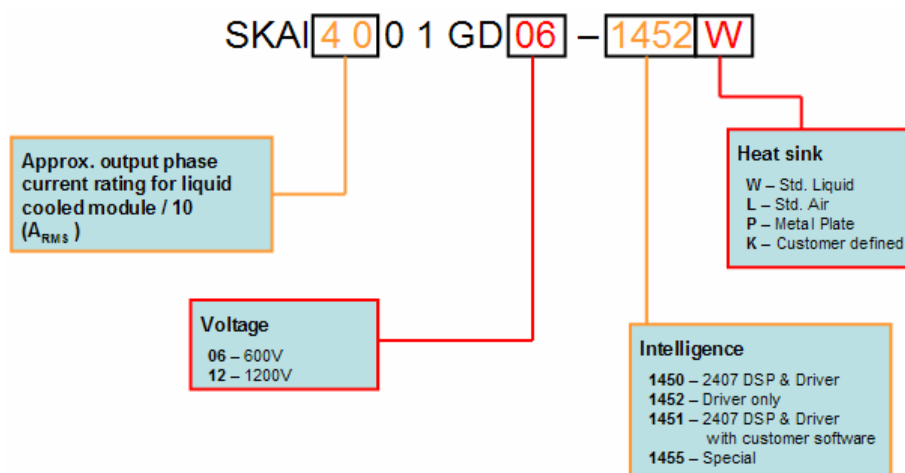 SKAI 4 0 0 1 GD 06 – 1452 W
Approx. output phase
current rating for liquid
cooled module / 10
(A_RMS )
Heat sink
W – Std. Liquid
L – Std. Air
P – Metal Plate
K – Customer defined
Voltage
06 – 600V
12 – 1200V
Intelligence
1450 – 2407 DSP & Driver
1452 – Driver only
1451 – 2407 DSP & Driver
with customer software
1455 – Special